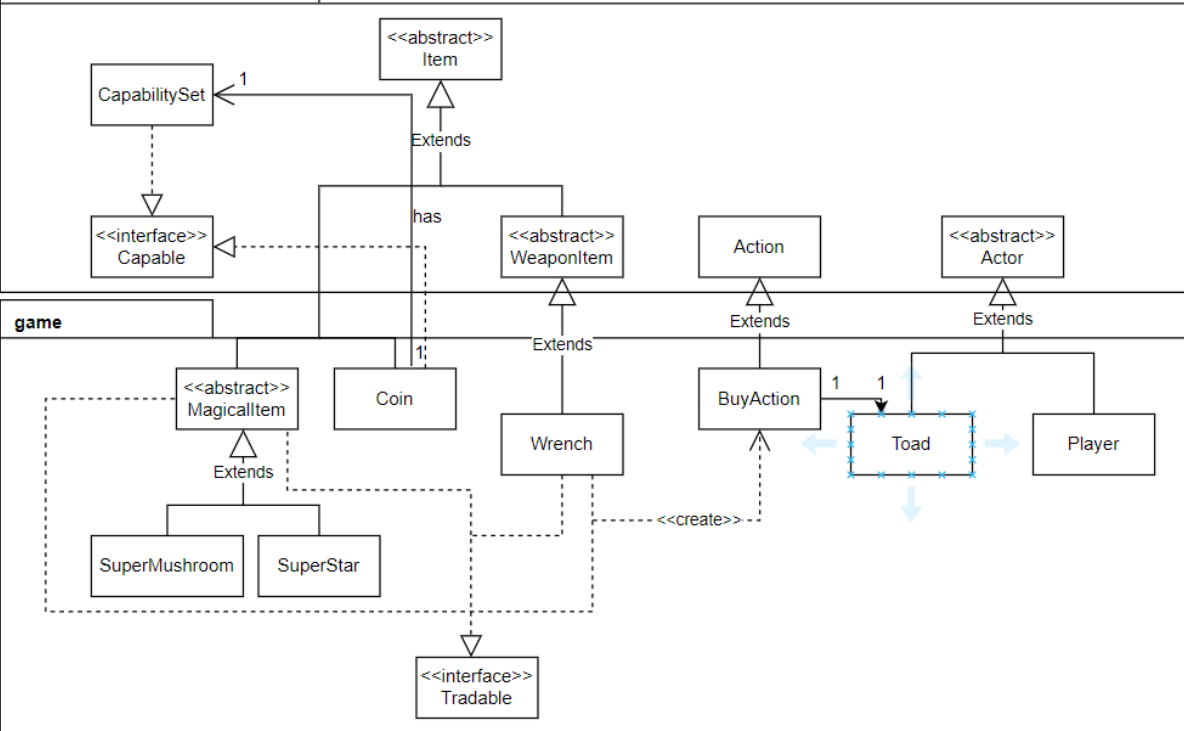 <<abstract>>
Item
CapabilitySet
1
Extends
has
<<interface>>
Capable
<<abstract>>
WeaponItem
Action
<<abstract>>
Actor
game
Extends
Extends
Extends
1
<<abstract>>
MagicalItem
Coin
BuyAction
1
1
Wrench
Toad
Player
Extends
<<create>>
SuperMushroom
SuperStar
<<interface>>
Tradable